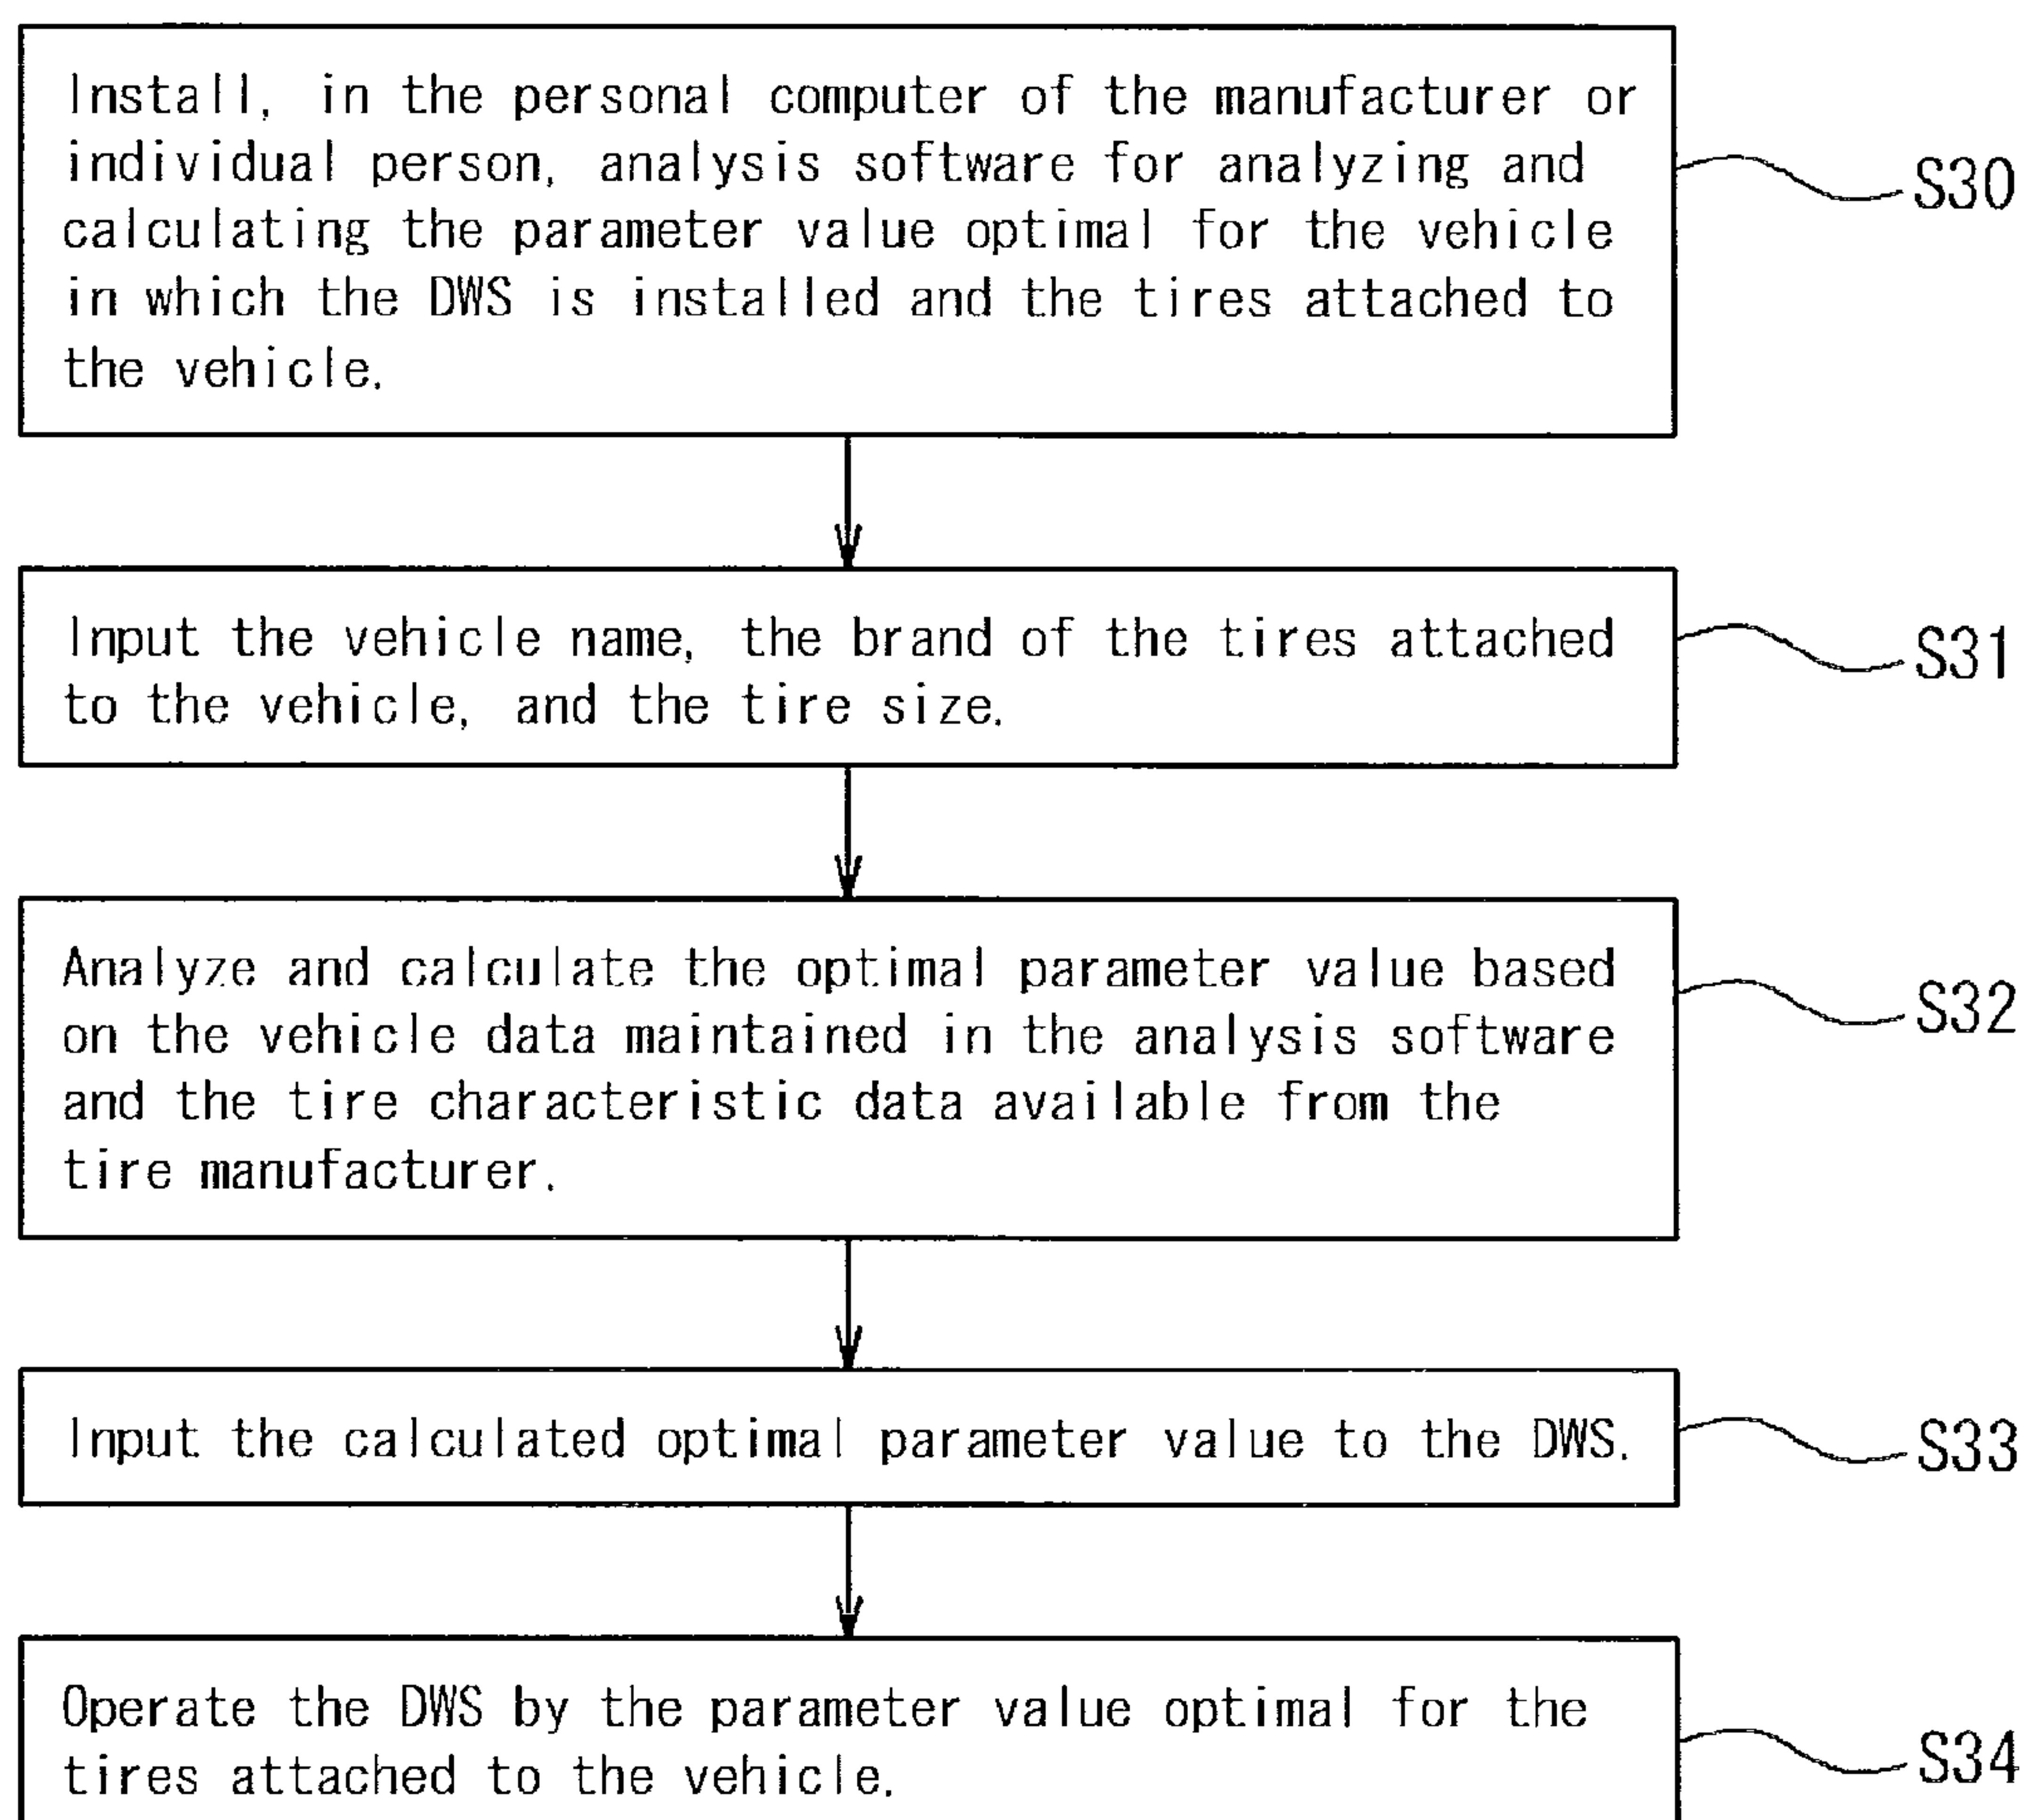 Install, in the personal computer of the manufacturer or
individual person, analysis software for analyzing and
calculating the parameter value optimal for the vehicle
in which the DWS is installed and the tires attached to
the vehicle.
S30
Input the vehicle name, the brand of the tires attached
to the vehicle, and the tire size.
S31
Analyze and calculate the optimal parameter value based
on the vehicle data maintained in the analysis software
and the tire characteristic data available from the
tire manufacturer.
S32
Input the calculated optimal parameter value to the DWS.
S33
Operate the DWS by the parameter value optimal for the
tires attached to the vehicle.
S34